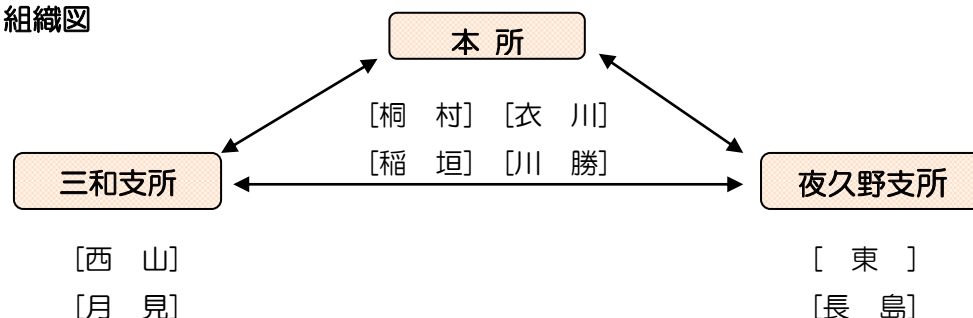 組織図
本 所
[桐　村] [衣　川]
[稲　垣] [川　勝]
三和支所
夜久野支所
[西　山]
[月　見]
[　東　]
[長　島]